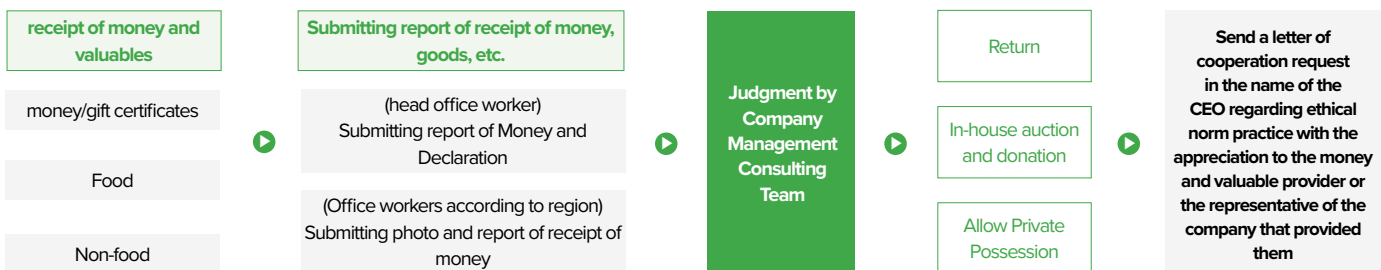 receipt of money and
valuables
money/gift certificates
Food
Non-food
Submitting report of receipt of money,
goods, etc.
(head office worker)
Submitting report of Money and
Declaration
(Office workers according to region)
Submitting photo and report of receipt of
money
Judgment by
Company
Management
Consulting
Team
Return
In-house auction
and donation
Allow Private
Possession
Send a letter of
cooperation request
in the name of the
CEO regarding ethical
norm practice with the
appreciation to the money
and valuable provider or
the representative of the
company that provided
them